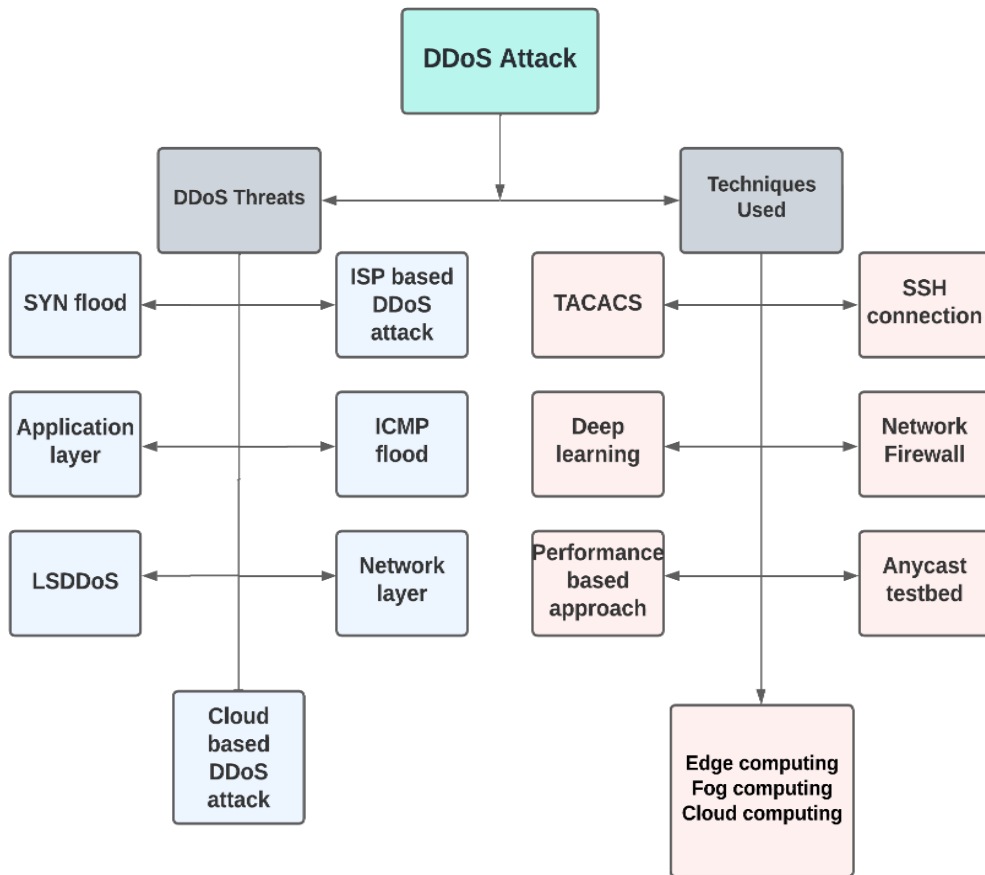 DDoS Attack
DDoS Threats
Techniques
Used
SYN flood
ISP based
DDoS
attack
TACACS
SSH
connection
Application
layer
ICMP
flood
Deep
learning
Network
Firewall
LSDDoS
Network
layer
Performance
based
approach
Anycast
testbed
Cloud
based
DDoS
attack
Edge computing
Fog computing
Cloud computing